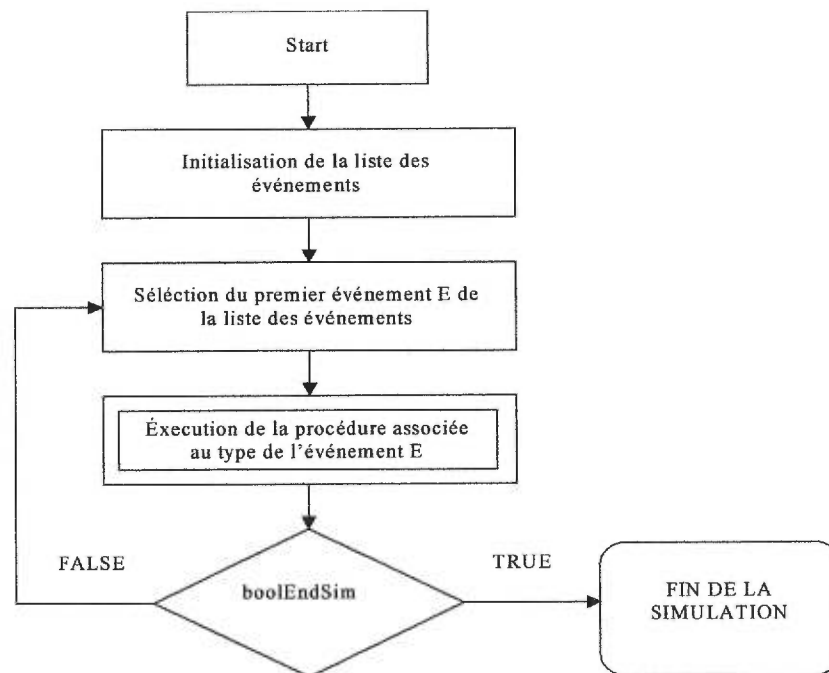 Start
Initialisation de la liste des
événements
Séléction du premier événement E de
la liste des événements
Éxecution de la procédure associée
au type de l'événement E
FALSE
TRUE
boolEndSim
FIN DE LA
SIMULATION